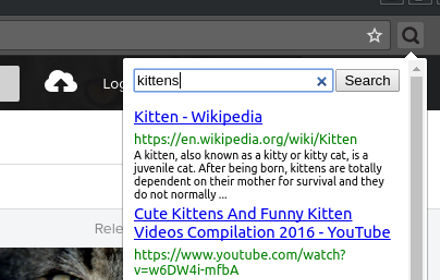 Log
kittens
Search
Kitten - Wikipedia
https://en.wikipedia.org/wiki/Kitten
A kitten, also known as a kitty or kitty cat, is a
juvenile cat. After being born, kittens are totally
dependent on their mother for survival and they
do not normally ...
Cute Kittens And Funny Kitten
Videos Compilation 2016 - YouTube
Rele
https://www.youtube.com/watch?
v=w6DW4i-mfbA